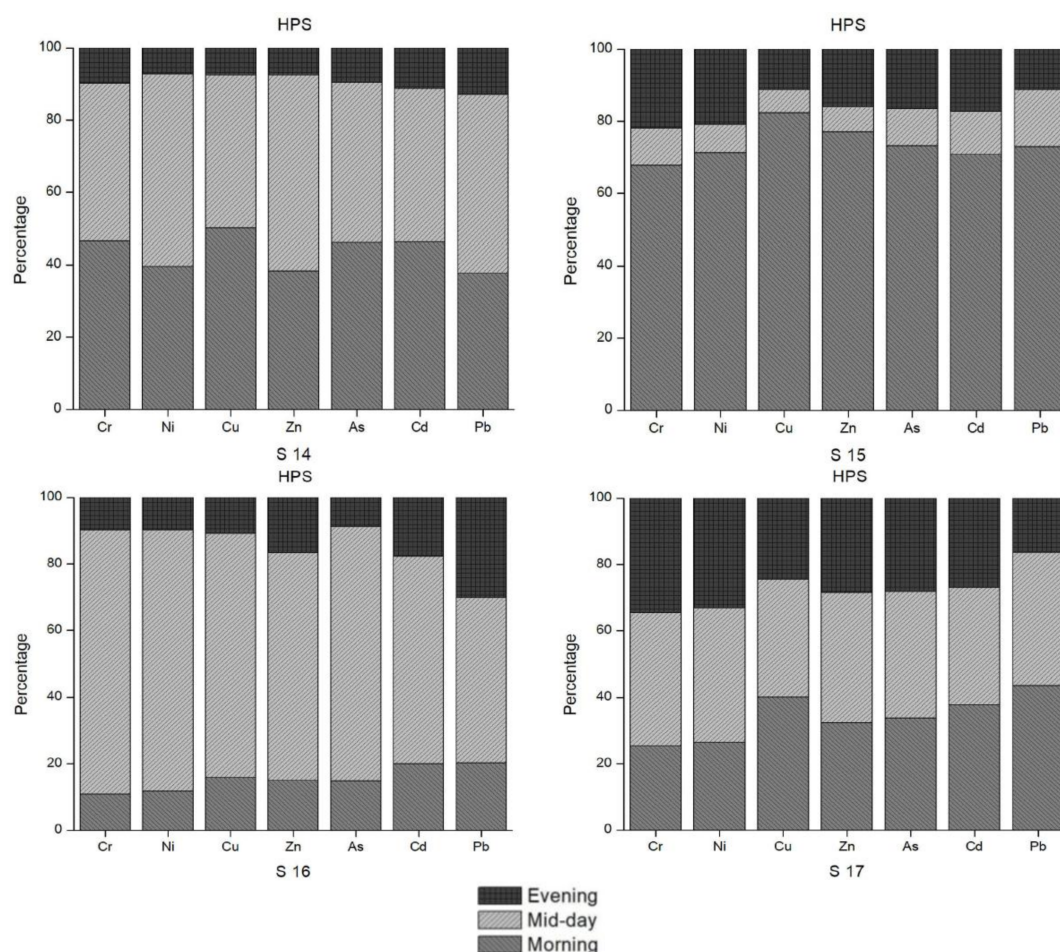 HPS
100
80
60
40
20
0
Percentage
Cr Ni Cu Zn As Cd Pb
S 14
HPS
100
80
60
40
20
0
Percentage
Cr Ni Cu Zn As Cd Pb
S 15
HPS
100
80
60
40
20
0
Percentage
Cr Ni Cu Zn As Cd Pb
S 16
HPS
100
80
60
40
20
0
Percentage
Cr Ni Cu Zn As Cd Pb
S 17
Evening
Mid-day
Morning